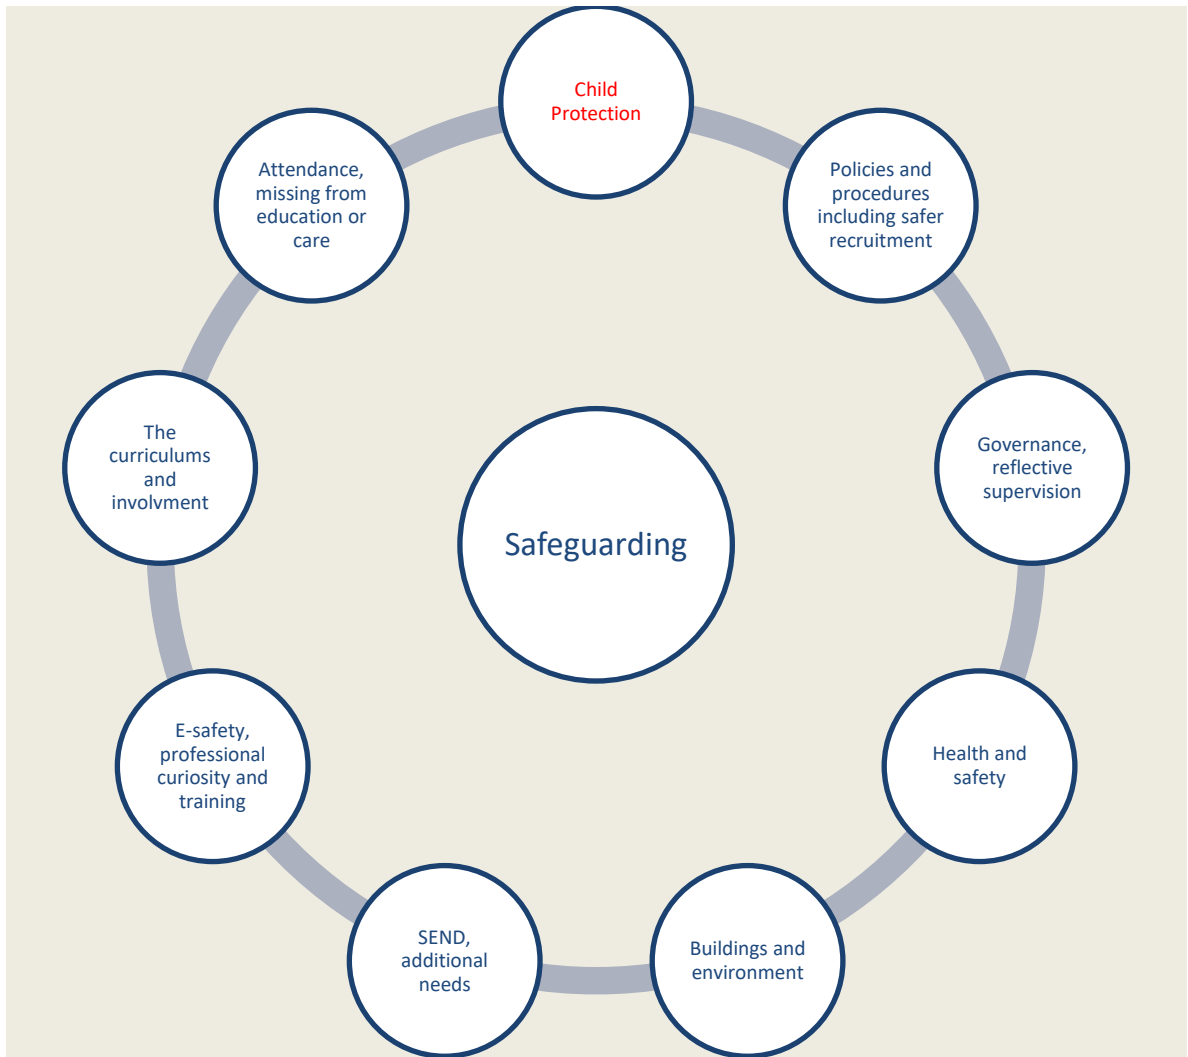 Child
Protection
Policies and
procedures
including safer
recruitment
Governance,
reflective
supervision
Health and
safety
Buildings and
environment
SEND,
additional
needs
E-safety,
professional
curiosity and
training
The
curriculums
and
involvment
Attendance,
missing from
education or
care
Safeguarding